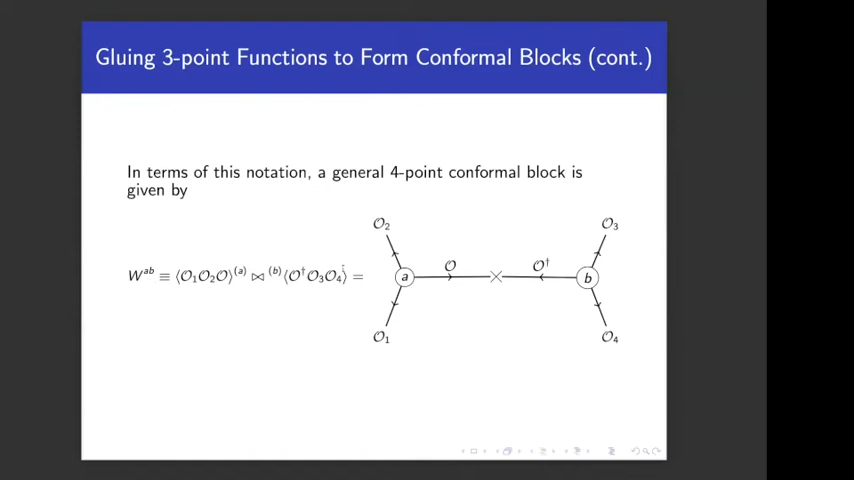 Gluing 3-point Functions to Form Conformal Blocks (cont.)
In terms of this notation, a general 4-point conformal block is
given by
W^{ab} ≡ ⟨𝒪₁𝒪₂𝒪⟩^{(a)} ⋈ ^{(b)}⟨𝒪†𝒪₃𝒪₄⟩ =
𝒪₂
𝒪₃
𝒪
𝒪†
a
b
𝒪₁
𝒪₄